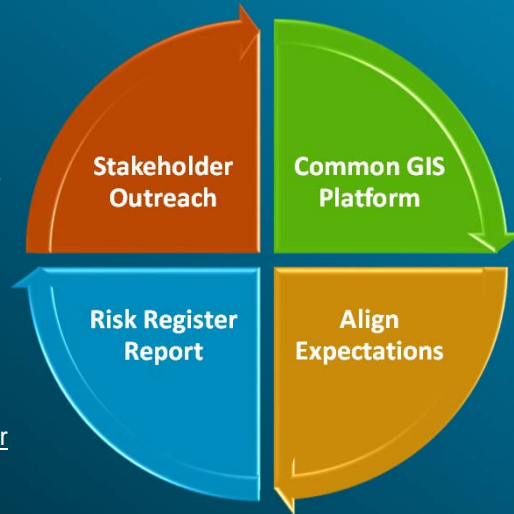 Stakeholder
Outreach
Common GIS
Platform
Risk Register
Report
Align
Expectations
r